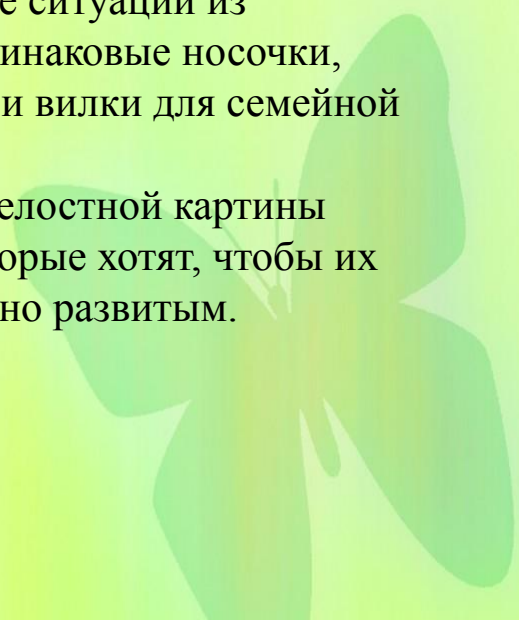 е ситуации из
инаковые носочки,
и вилки для семейной
елостной картины
орые хотят, чтобы их
но развитым.